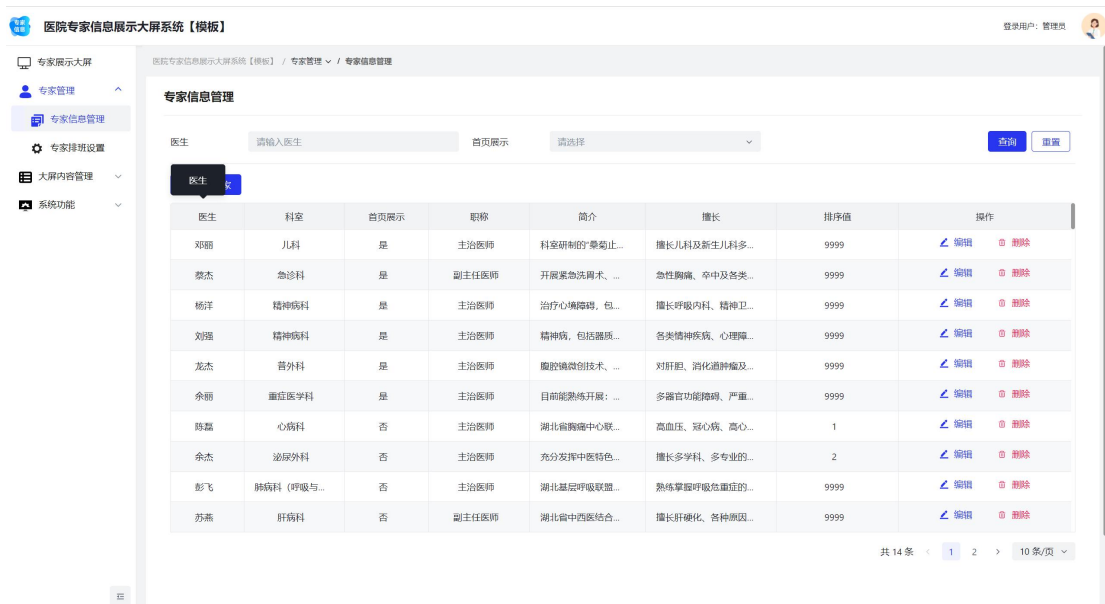 专家信息 医院专家信息展示大屏系统【模板】 登录用户：管理员
专家展示大屏
专家管理
专家信息管理
专家排班设置
大屏内容管理
系统功能
医院专家信息展示大屏系统【模板】 / 专家管理 / 专家信息管理
专家信息管理
医生 请输入医生 首页展示 请选择 查询 重置
医生 家
医生 科室 首页展示 职称 简介 擅长 排序值 操作
邓丽 儿科 是 主治医师 科室研制的“桑菊止... 擅长儿科及新生儿科多... 9999 编辑 删除
蔡杰 急诊科 是 副主任医师 开展紧急洗胃术、... 急性胸痛、卒中及各类... 9999 编辑 删除
杨洋 精神病科 是 主治医师 治疗心境障碍，包... 擅长呼吸内科、精神卫... 9999 编辑 删除
刘强 精神病科 是 主治医师 精神病，包括器质... 各类情神疾病、心理障... 9999 编辑 删除
龙杰 普外科 是 主治医师 腹腔镜微创技术、... 对肝胆、消化道肿瘤及... 9999 编辑 删除
余丽 重症医学科 是 主治医师 目前能熟练开展：... 多器官功能障碍、严重... 9999 编辑 删除
陈磊 心病科 否 主治医师 湖北省胸痛中心联... 高血压、冠心病、高心... 1 编辑 删除
余杰 泌尿外科 否 主治医师 充分发挥中医特色... 擅长多学科、多专业的... 2 编辑 删除
彭飞 肺病科（呼吸与... 否 主治医师 湖北基层呼吸联盟... 熟练掌握呼吸危重症的... 9999 编辑 删除
苏燕 肝病科 否 副主任医师 湖北省中西医结合... 擅长肝硬化、各种原因... 9999 编辑 删除
共 14 条 < 1 2 > 10 条/页